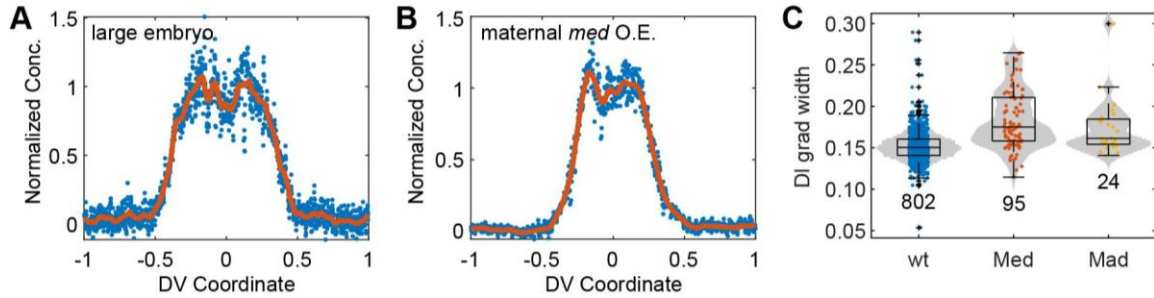 A
large embryo
Normalized Conc.
1.5
1
0.5
0
-1
-0.5
0
0.5
1
DV Coordinate
B
maternal med O.E.
Normalized Conc.
1.5
1
0.5
0
-1
-0.5
0
0.5
1
DV Coordinate
C
Dl grad width
0.30
0.25
0.20
0.15
0.10
0.05
802
95
24
wt
Med
Mad